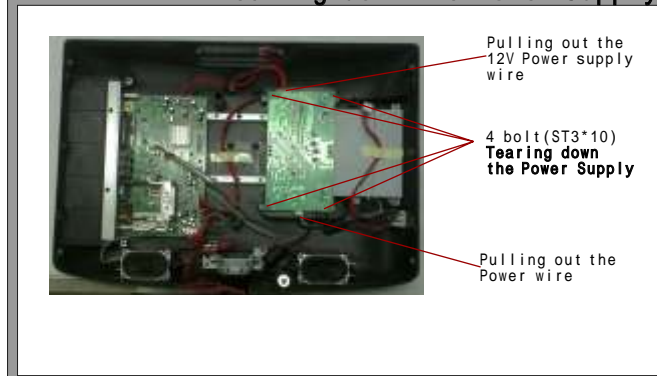 Pulling out the
12V Power supply
wire
4 bolt(ST3*10)
Tearing down
the Power Supply
Pulling out the
Power wire